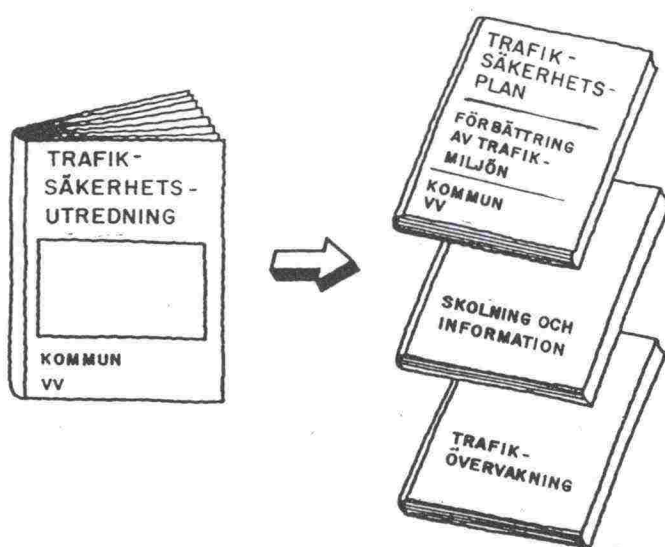 TRAFIK-
SÄKERHETS-
UTREDNING
KOMMUN
VV
TRAFIK-
SÄKERHETS-
PLAN
FÖRBÄTTRING
AV TRAFIK-
MILJÖN
KOMMUN
VV
SKOLNING OCH
INFORMATION
TRAFIK-
ÖVERVAKNING